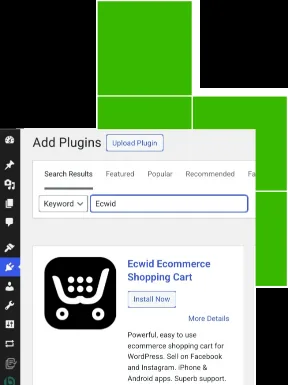 Add Plugins
Upload Plugin
Search Results Featured Popular Recommended Fa
Keyword
Ecwid
Ecwid Ecommerce
Shopping Cart
Install Now
More Details
Powerful, easy to use
ecommerce shopping cart for
WordPress. Sell on Facebook
and Instagram. iPhone &
Android apps. Superb support.